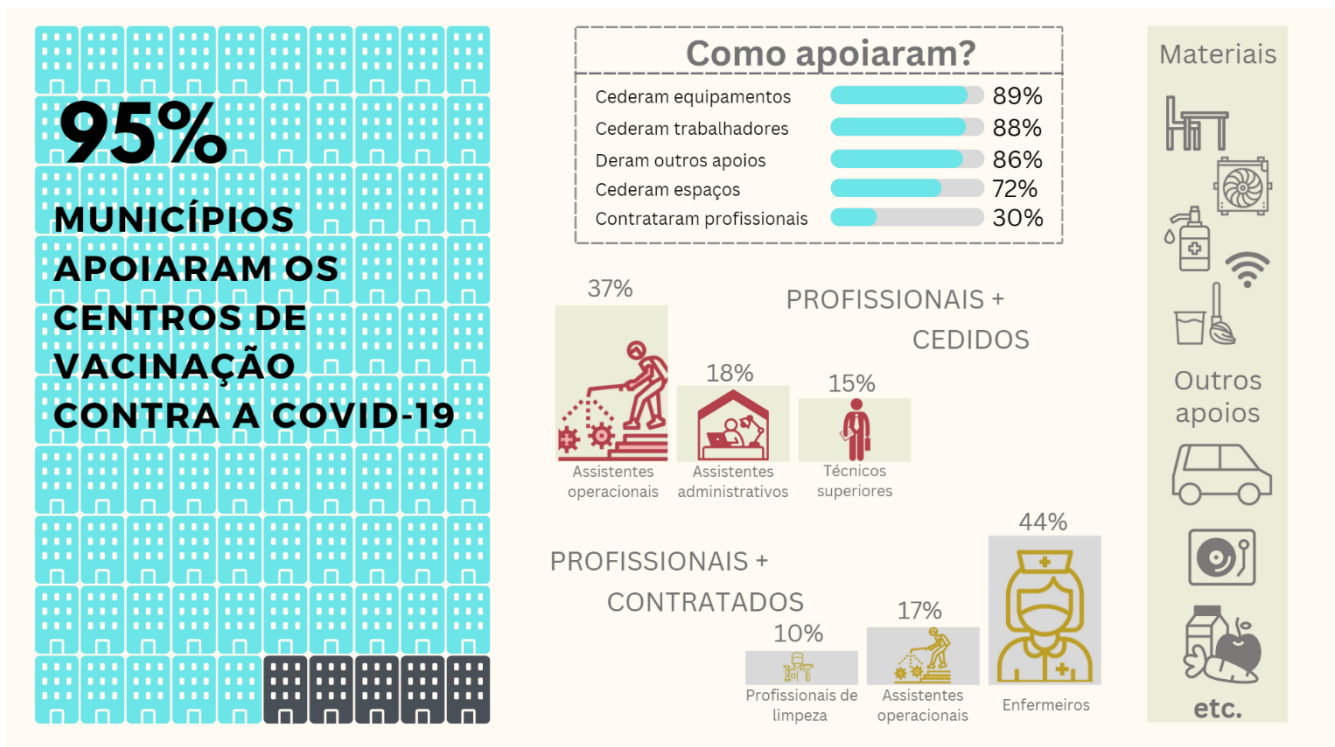 95%
MUNICÍPIOS
APOIARAM OS
CENTROS DE
VACINAÇÃO
CONTRA A COVID-19
Como apoiaram?
Cederam equipamentos 89%
Cederam trabalhadores 88%
Deram outros apoios 86%
Cederam espaços 72%
Contrataram profissionais 30%
PROFISSIONAIS +
CEDIDOS
37%
Assistentes
operacionais
18%
Assistentes
administrativos
15%
Técnicos
superiores
PROFISSIONAIS +
CONTRATADOS
10%
Profissionais de
limpeza
17%
Assistentes
operacionais
44%
Enfermeiros
Materiais
Outros
apoios
etc.